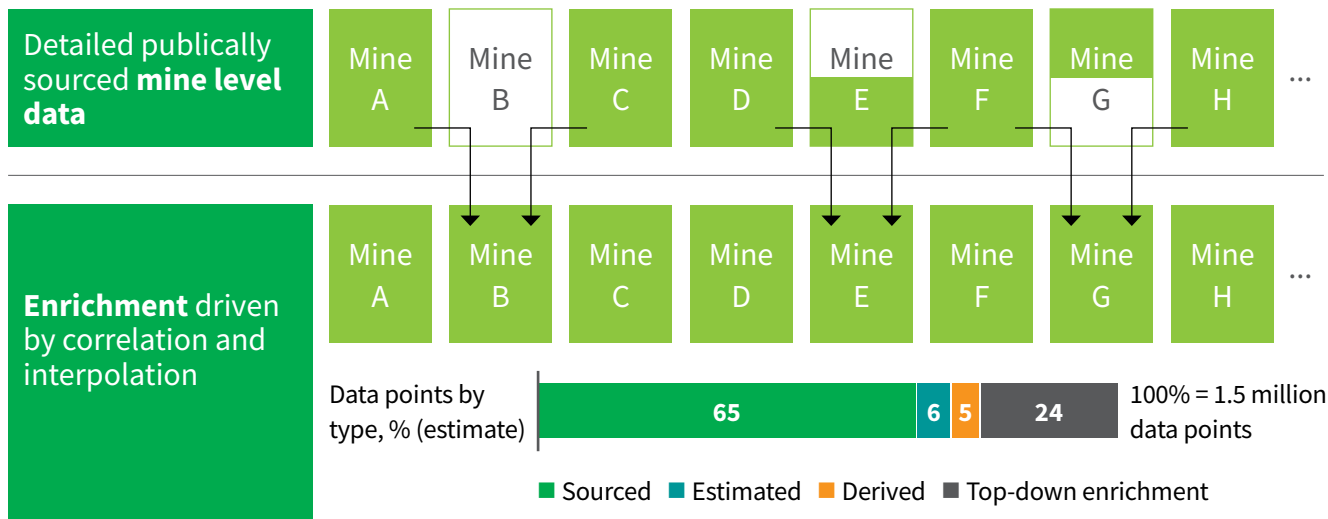 Detailed publically
sourced mine level
data
Mine
A
Mine
B
Mine
C
Mine
D
Mine
E
Mine
F
Mine
G
Mine
H
...
Enrichment driven
by correlation and
interpolation
Mine
A
Mine
B
Mine
C
Mine
D
Mine
E
Mine
F
Mine
G
Mine
H
...
Data points by
type, % (estimate)
65
6
5
24
100% = 1.5 million
data points
Sourced
Estimated
Derived
Top-down enrichment